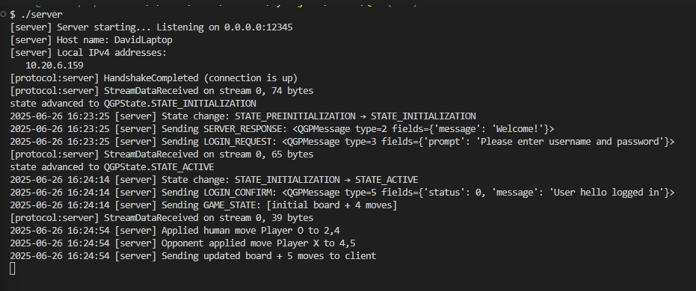 $ ./server
[server] Server starting... Listening on 0.0.0.0:12345
[server] Host name: DavidLaptop
[server] Local IPv4 addresses:
10.20.6.159
[protocol:server] HandshakeCompleted (connection is up)
[protocol:server] StreamDataReceived on stream 0, 74 bytes
state advanced to QGPState.STATE_INITIALIZATION
2025-06-26 16:23:25 [server] State change: STATE_PREINITIALIZATION → STATE_INITIALIZATION
2025-06-26 16:23:25 [server] Sending SERVER_RESPONSE: <QGPMessage type=2 fields={'message': 'Welcome!'}>
2025-06-26 16:23:25 [server] Sending LOGIN_REQUEST: <QGPMessage type=3 fields={'prompt': 'Please enter username and password'}>
[protocol:server] StreamDataReceived on stream 0, 65 bytes
state advanced to QGPState.STATE_ACTIVE
2025-06-26 16:24:14 [server] State change: STATE_INITIALIZATION → STATE_ACTIVE
2025-06-26 16:24:14 [server] Sending LOGIN_CONFIRM: <QGPMessage type=5 fields={'status': 0, 'message': 'User hello logged in'}>
2025-06-26 16:24:14 [server] Sending GAME_STATE: [initial board + 4 moves]
[protocol:server] StreamDataReceived on stream 0, 39 bytes
2025-06-26 16:24:54 [server] Applied human move Player O to 2,4
2025-06-26 16:24:54 [server] Opponent applied move Player X to 4,5
2025-06-26 16:24:54 [server] Sending updated board + 5 moves to client